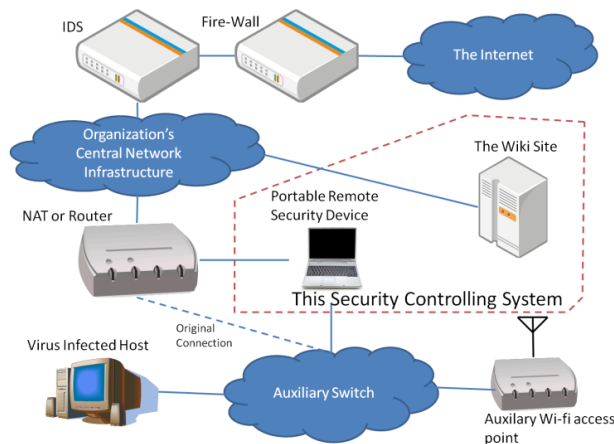 IDS
Fire-Wall
The Internet
Organization's
Central Network
Infrastructure
The Wiki Site
NAT or Router
Portable Remote
Security Device
This Security Controlling System
Original
Connection
Virus Infected Host
Auxiliary Switch
Auxilary Wi-fi access
point